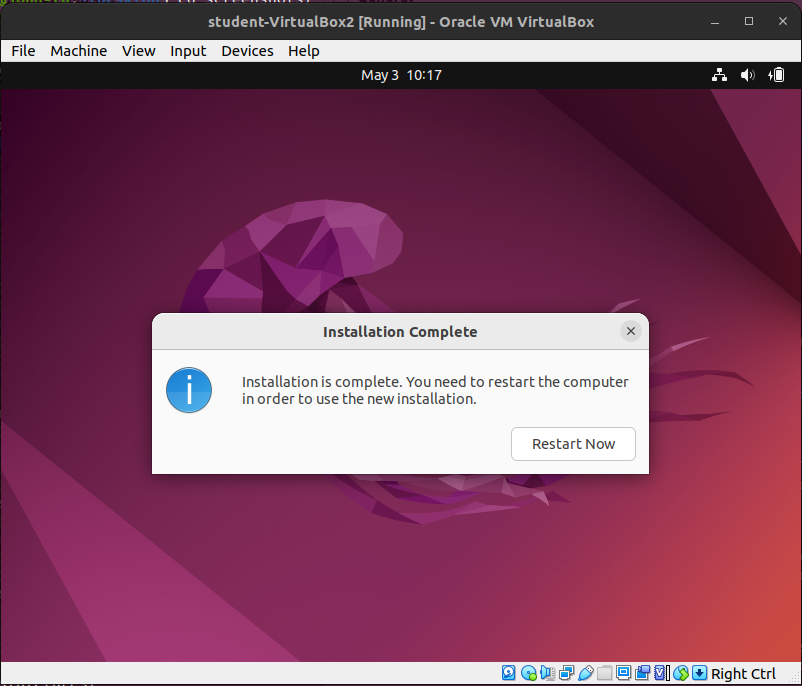 student-VirtualBox2 [Running] - Oracle VM VirtualBox
File Machine View Input Devices Help
May 3 10:17
Installation Complete
Installation is complete. You need to restart the computer
in order to use the new installation.
Restart Now
Right Ctrl